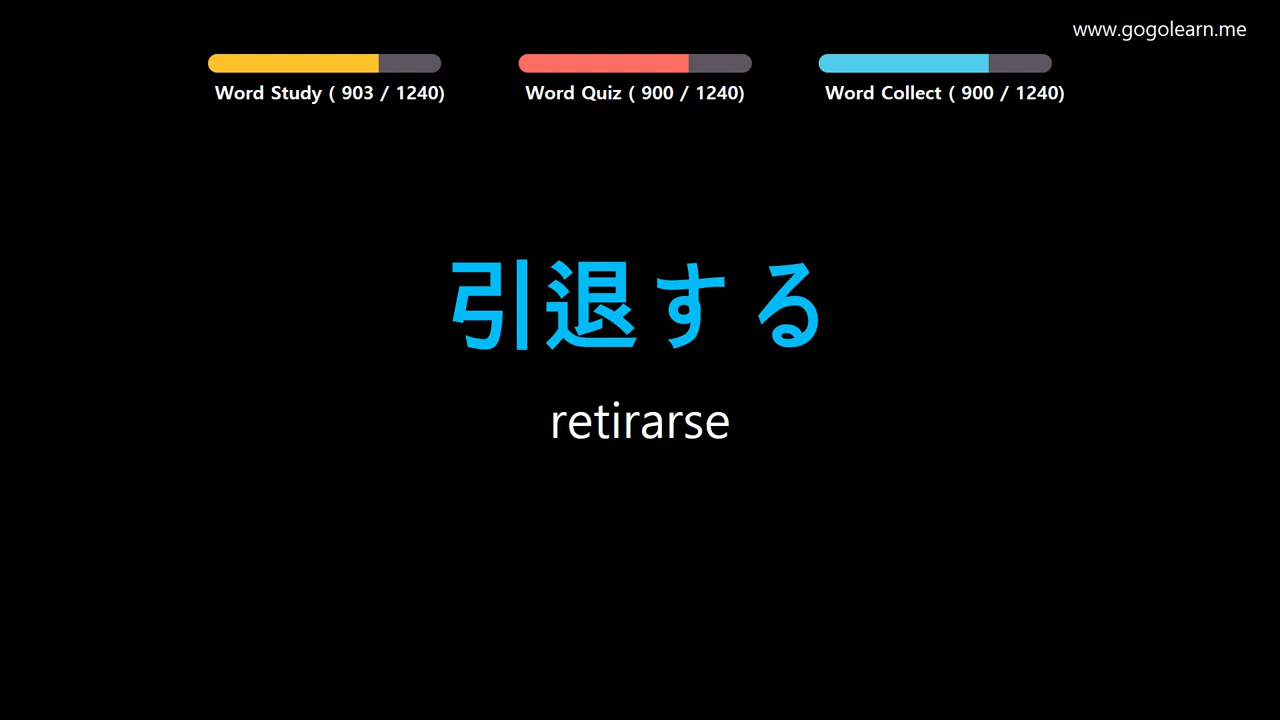 www.gogolearn.me
Word Study ( 903 / 1240)
Word Quiz ( 900 / 1240)
Word Collect ( 900 / 1240)
引退する
retirarse